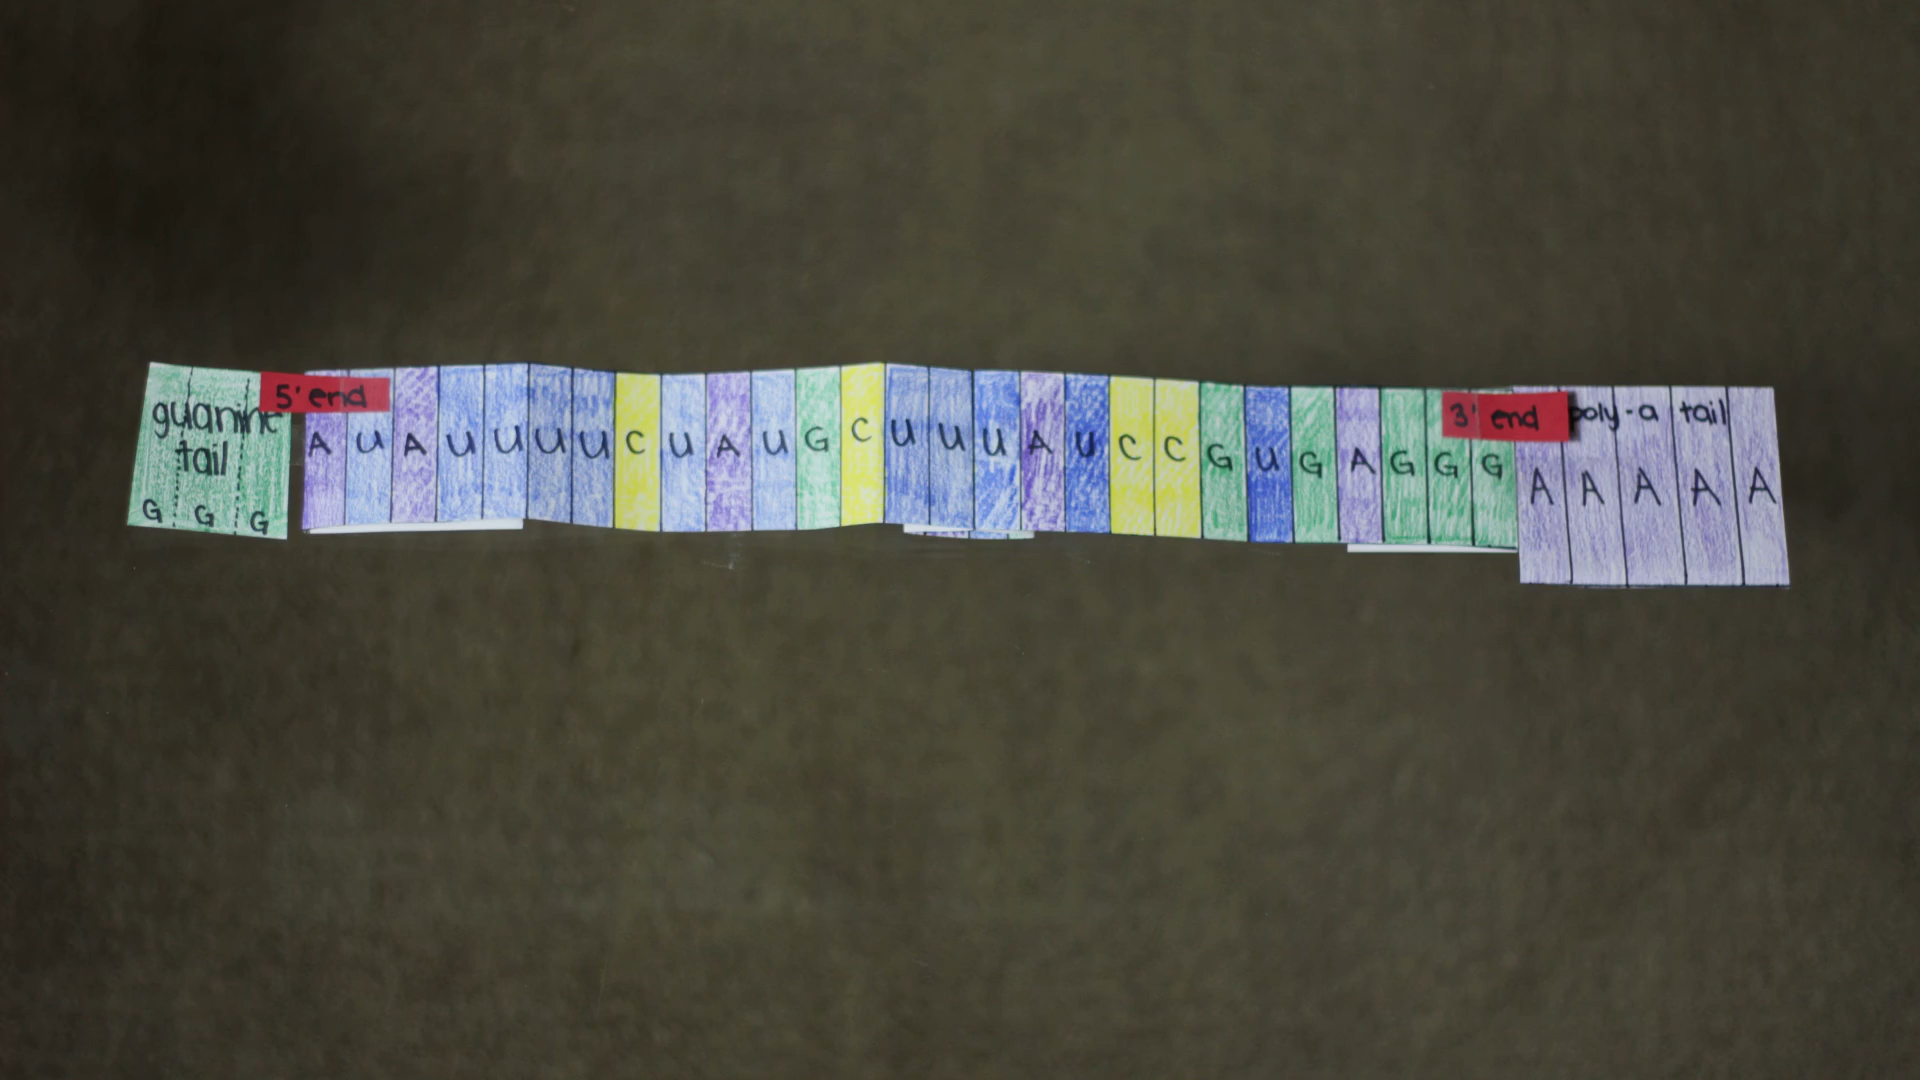 guanine tail
G G G
5' end
A U A U U U U C U A U G C U U U A U C C G U G A G G G
3' end
poly-a tail
A A A A A